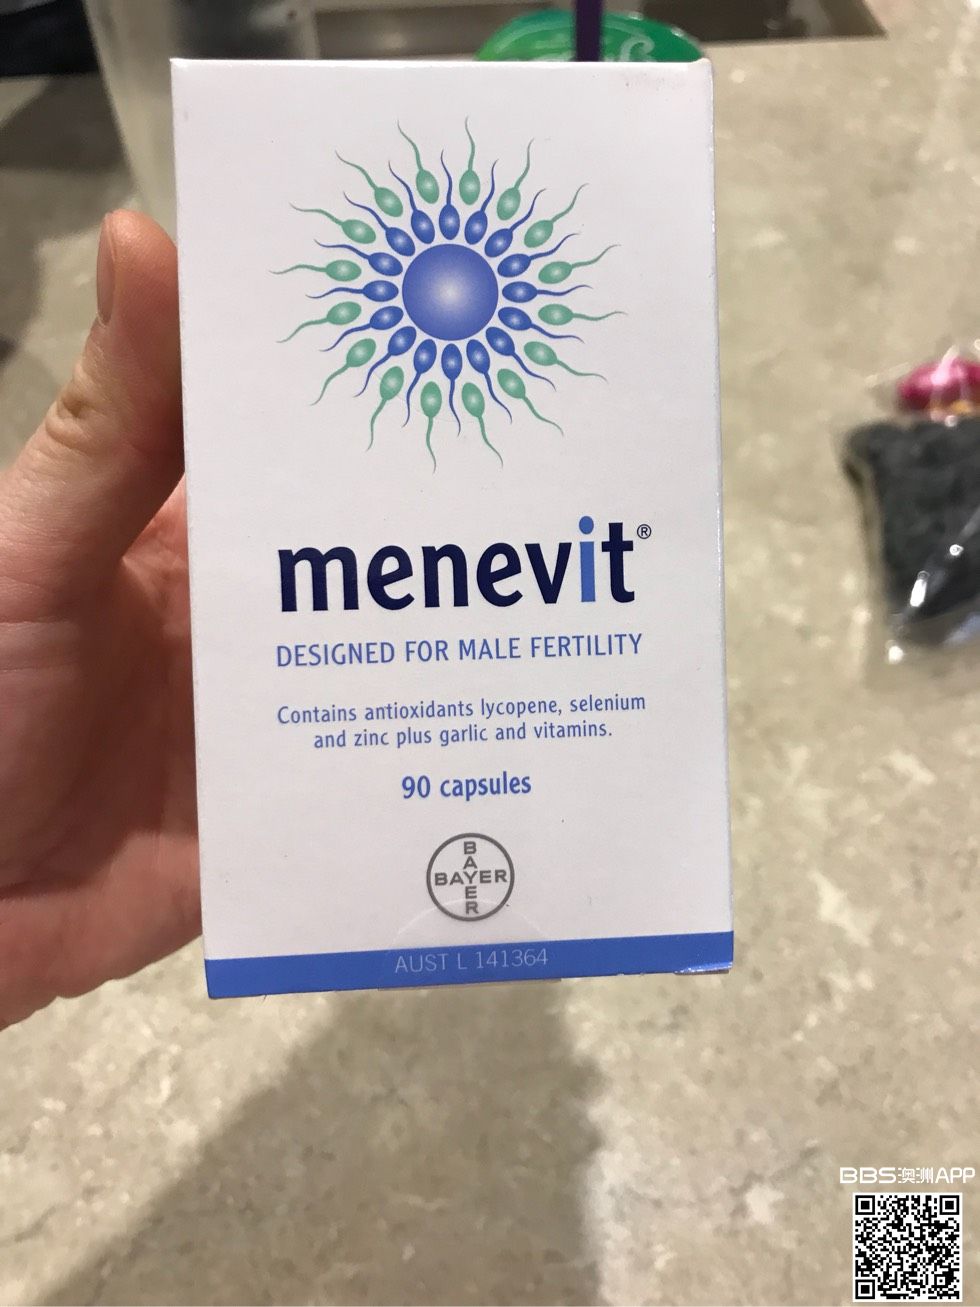 menevit®
DESIGNED FOR MALE FERTILITY
Contains antioxidants lycopene, selenium
and zinc plus garlic and vitamins.
90 capsules
BAYER
BAYER
AUST L 141364
BBS澳洲APP